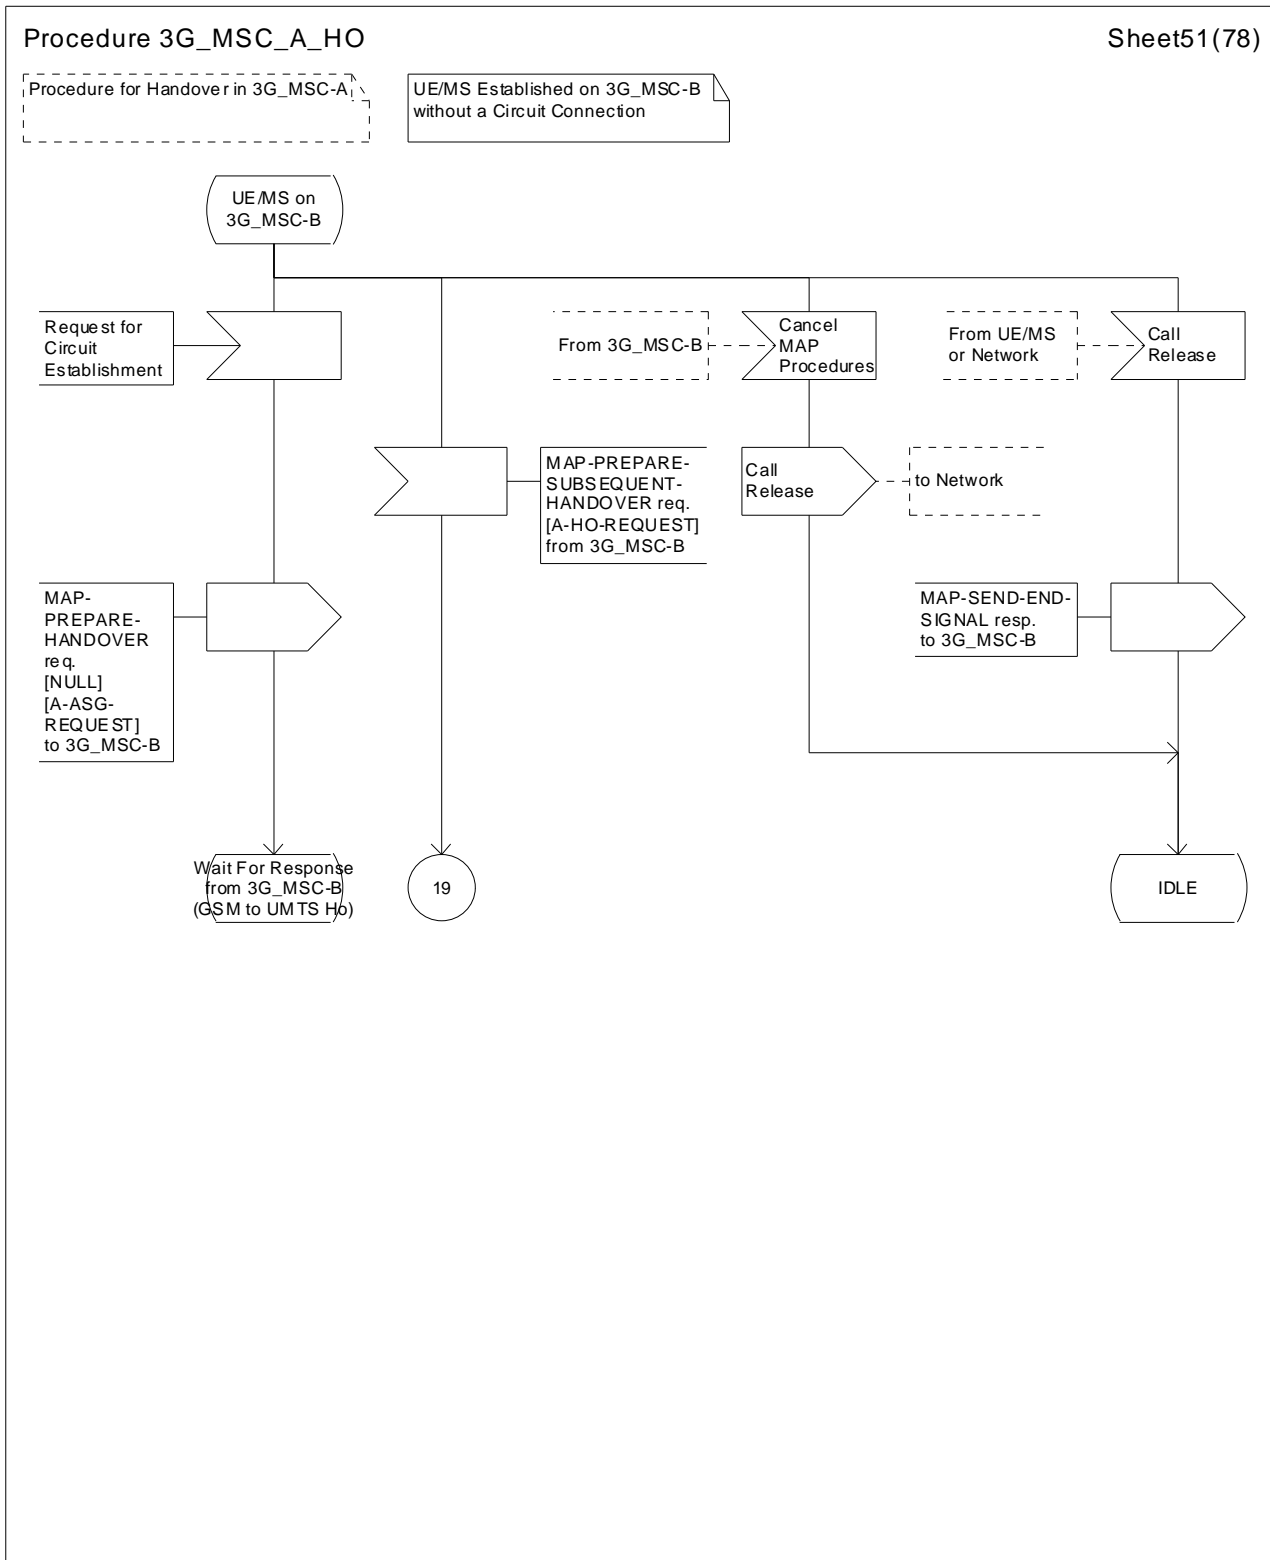 Procedure 3G_MSC_A_HO
Sheet51(78)
Procedure for Handover in 3G_MSC-A
UE/MS Established on 3G_MSC-B
without a Circuit Connection
UE/MS on
3G_MSC-B
Request for
Circuit
Establishment
From 3G_MSC-B
Cancel
MAP
Procedures
From UE/MS
or Network
Call
Release
MAP-PREPARE-
SUBSEQUENT-
HANDOVER req.
[A-HO-REQUEST]
from 3G_MSC-B
Call
Release
to Network
MAP-
PREPARE-
HANDOVER
req.
[NULL]
[A-ASG-
REQUEST]
to 3G_MSC-B
MAP-SEND-END-
SIGNAL resp.
to 3G_MSC-B
Wait For Response
from 3G_MSC-B
(GSM to UMTS Ho)
19
IDLE